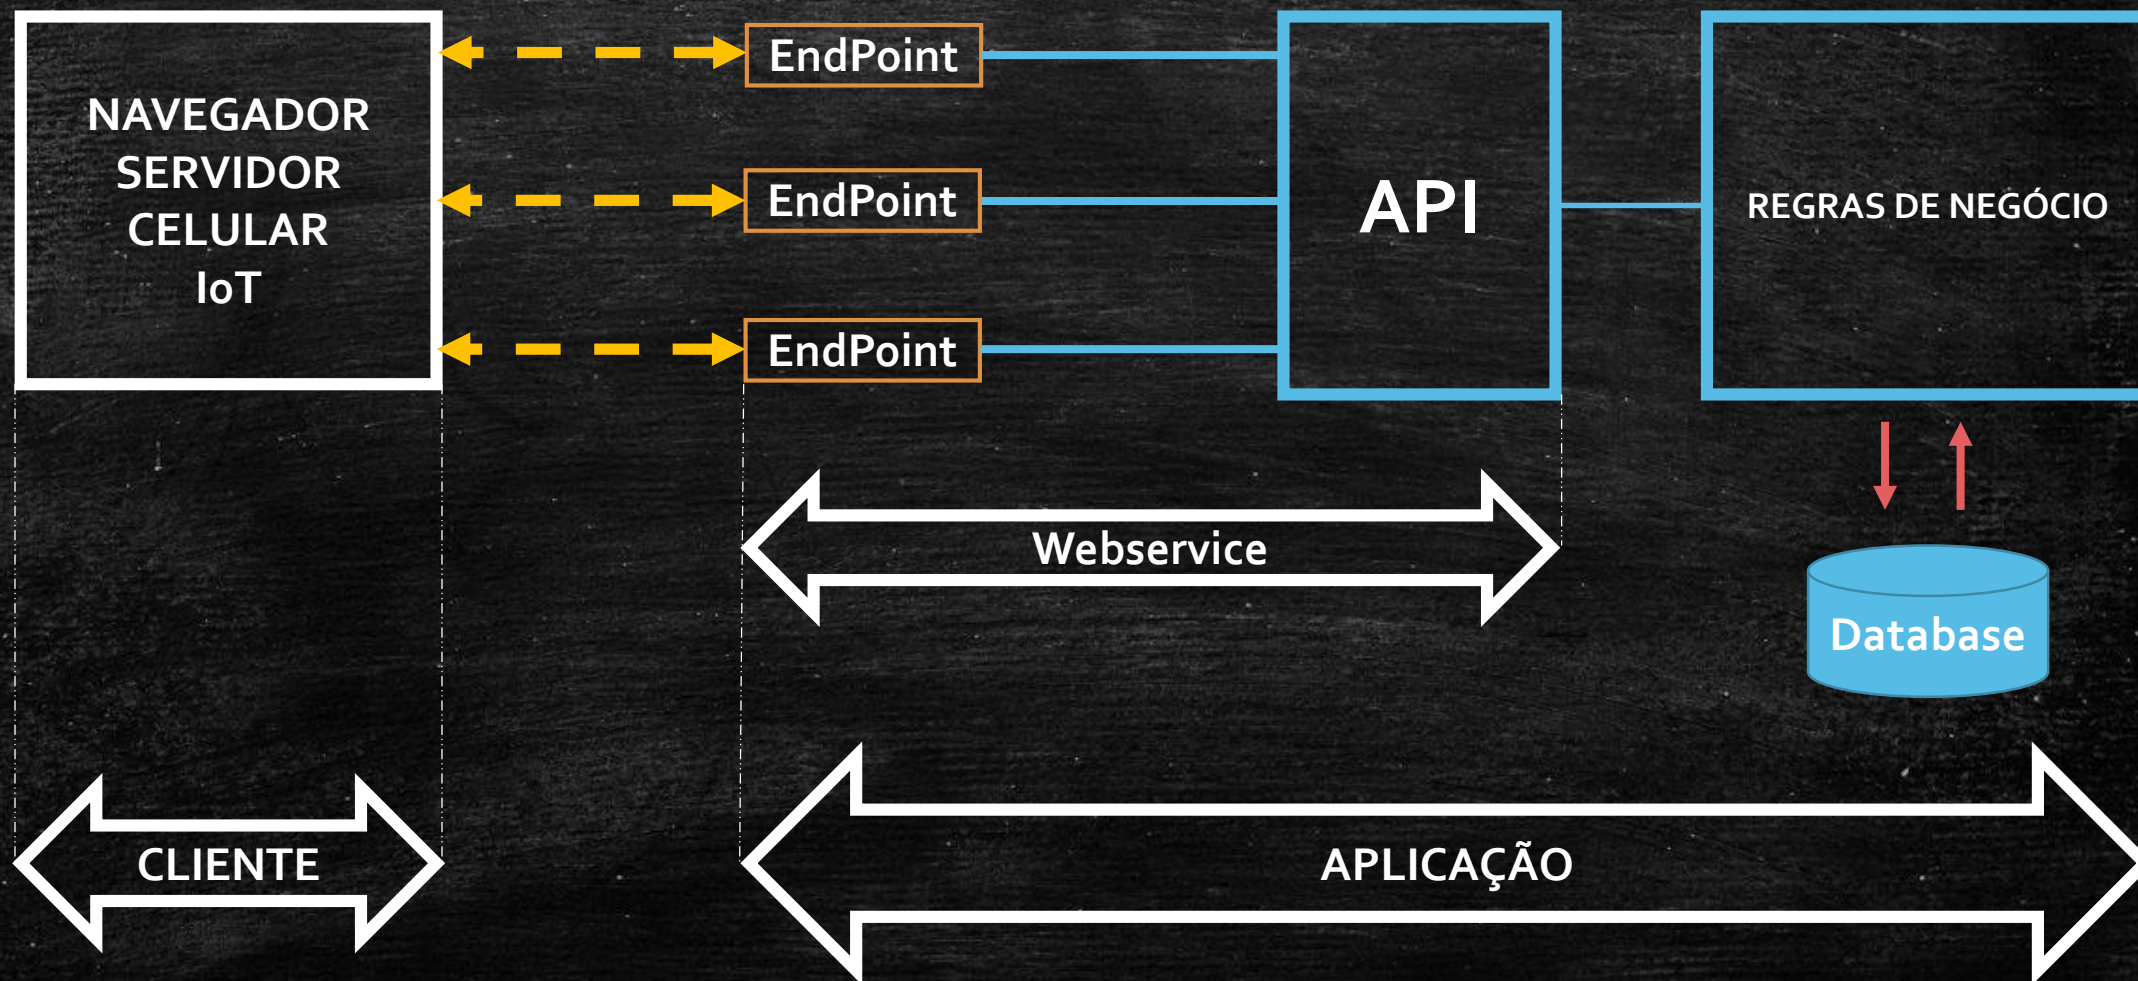 NAVEGADOR
SERVIDOR
CELULAR
IoT
EndPoint
EndPoint
EndPoint
API
REGRAS DE NEGÓCIO
Webservice
Database
CLIENTE
APLICAÇÃO